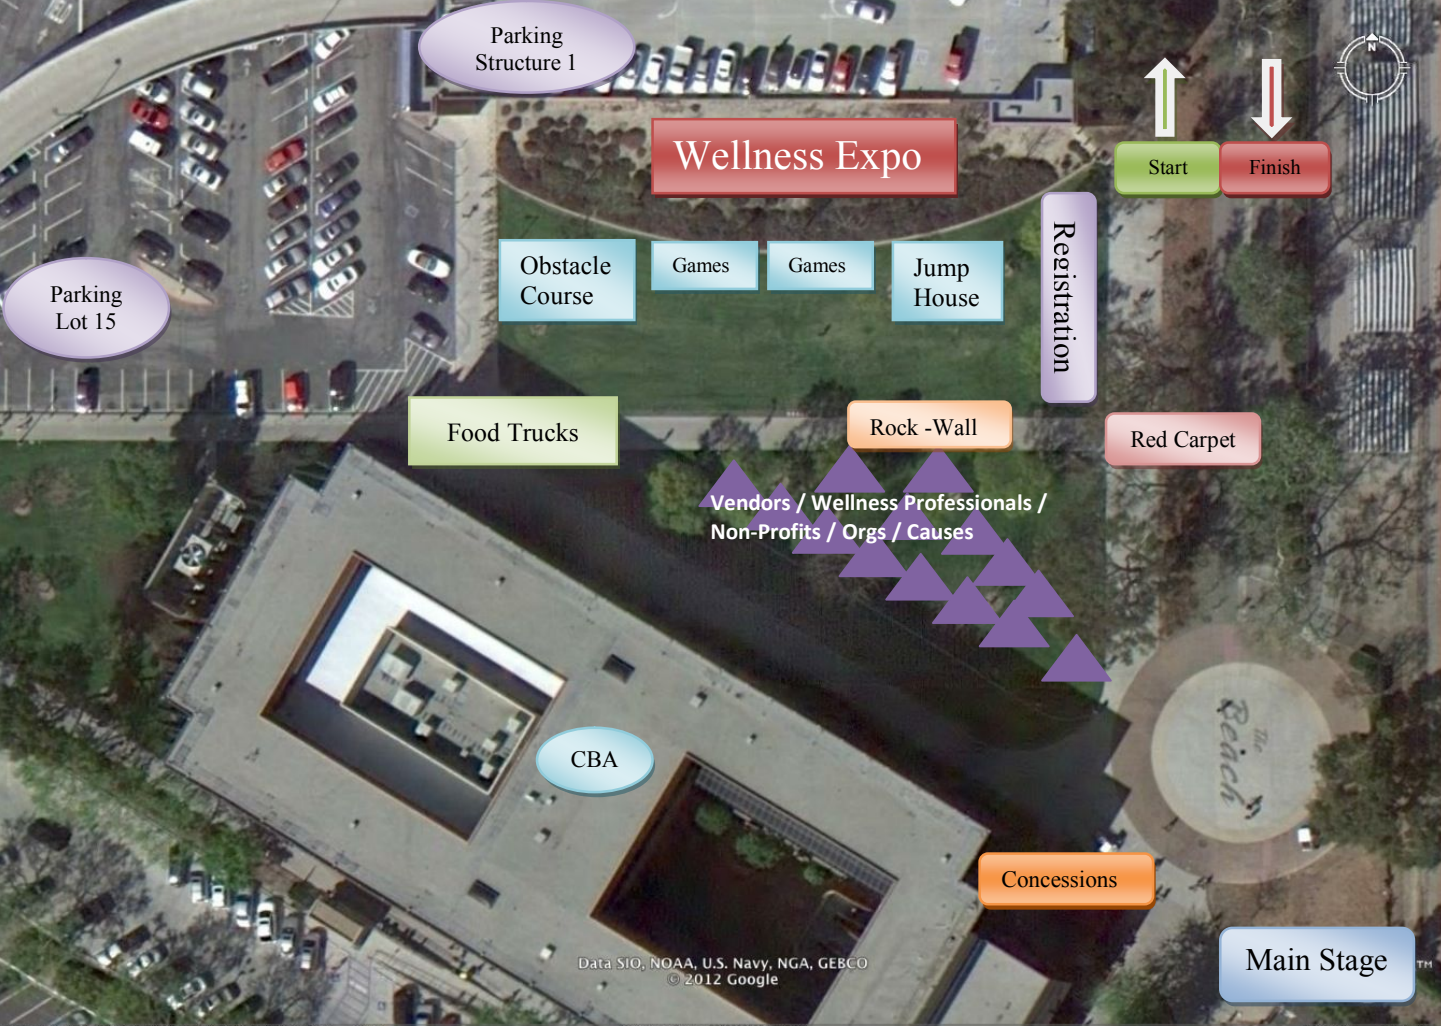 Parking
Structure 1
N
Wellness Expo
Start
Finish
Registration
Obstacle
Course
Games
Games
Jump
House
Parking
Lot 15
Food Trucks
Rock -Wall
Red Carpet
Vendors / Wellness Professionals /
Non-Profits / Orgs / Causes
The
Beach
CBA
Concessions
Main Stage
TM
Data SIO, NOAA, U.S. Navy, NGA, GEBCO
© 2012 Google